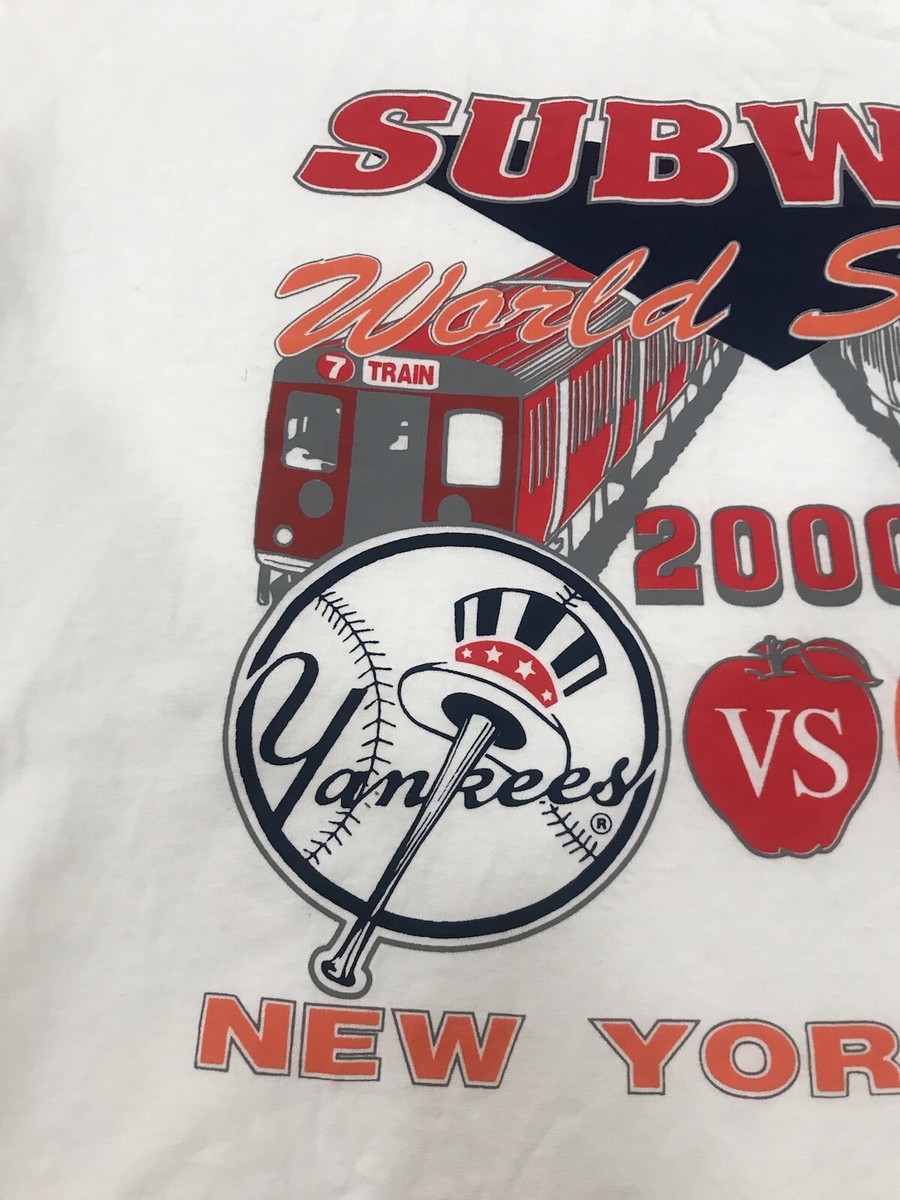 SUBW
World S
7 TRAIN
2000
VS
Yankees
®
NEW YOR